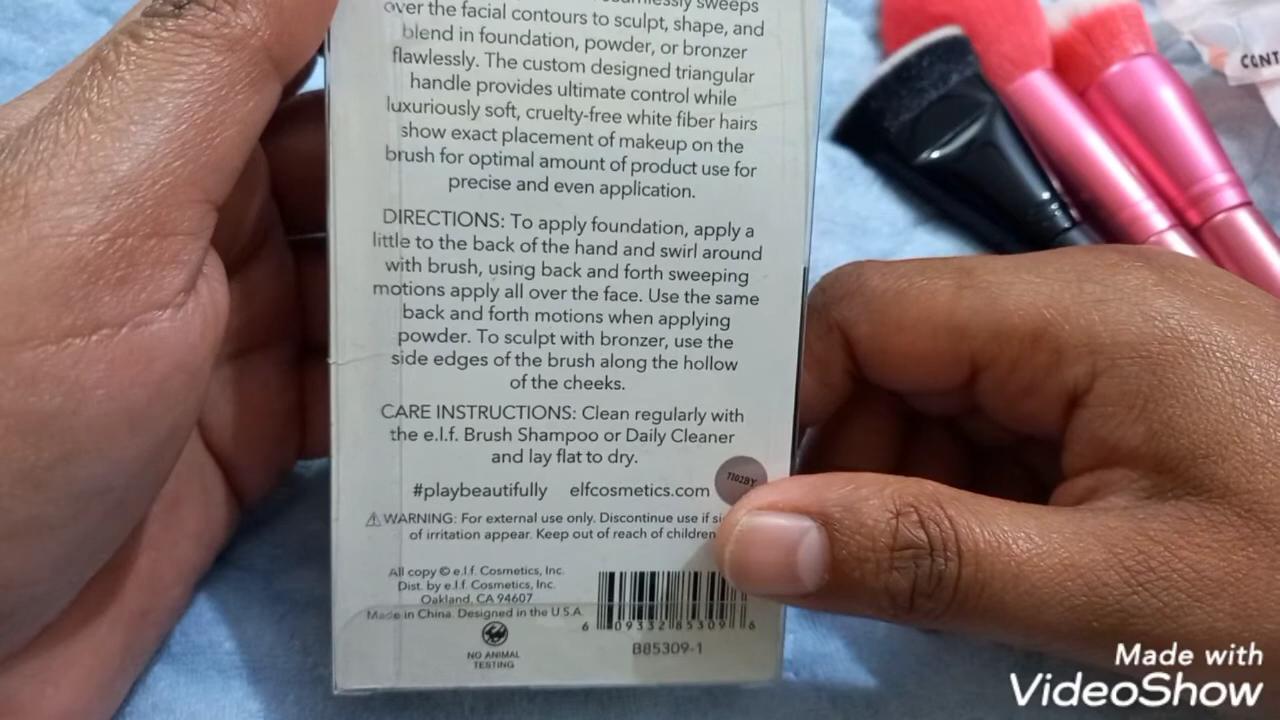 sweeps
over the facial contours to sculpt, shape, and
blend in foundation, powder, or bronzer
flawlessly. The custom designed triangular
handle provides ultimate control while
luxuriously soft, cruelty-free white fiber hairs
show exact placement of makeup on the
brush for optimal amount of product use for
precise and even application.
DIRECTIONS: To apply foundation, apply a
little to the back of the hand and swirl around
with brush, using back and forth sweeping
motions apply all over the face. Use the same
back and forth motions when applying
powder. To sculpt with bronzer, use the
side edges of the brush along the hollow
of the cheeks.
CARE INSTRUCTIONS: Clean regularly with
the e.l.f. Brush Shampoo or Daily Cleaner
and lay flat to dry.
7102BY
#playbeautifully elfcosmetics.com
WARNING: For external use only. Discontinue use if
of irritation appear. Keep out of reach of children
All copy © e.l.f. Cosmetics, Inc.
Dist. by e.l.f. Cosmetics, Inc.
Oakland, CA 94607
Made in China. Designed in the U.S.A.
6 09332 85309 6
B85309-1
NO ANIMAL
TESTING
CONT
Made with
VideoShow